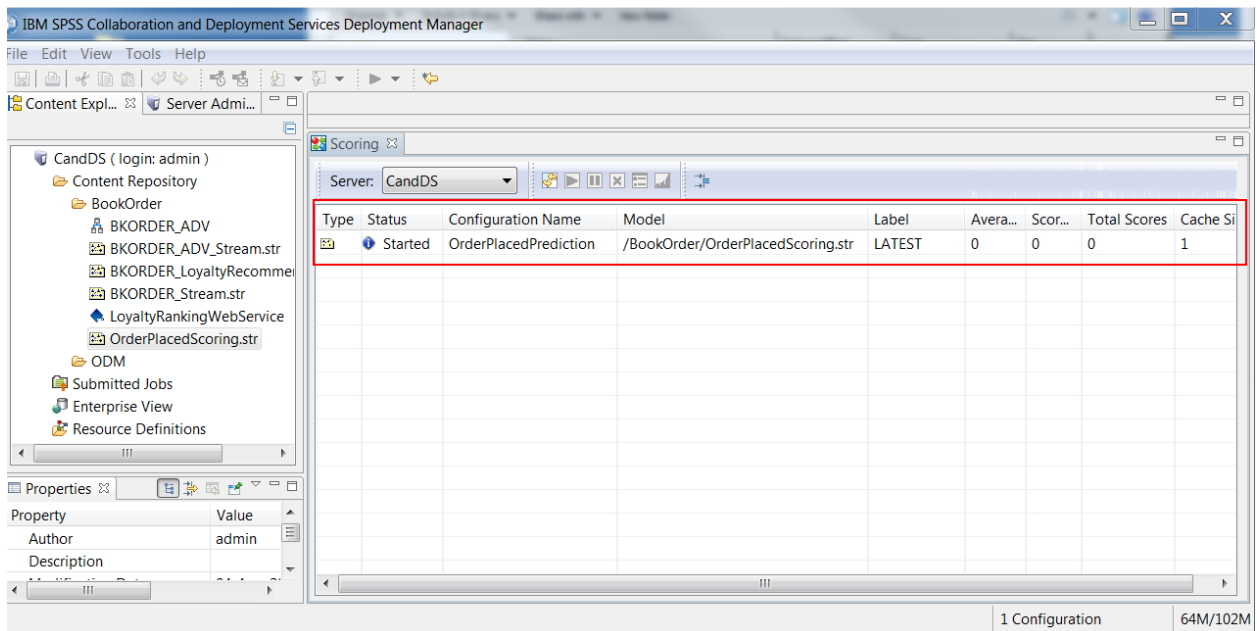 IBM SPSS Collaboration and Deployment Services Deployment Manager
File Edit View Tools Help
Content Expl... Server Admi...
CandDS ( login: admin )
Content Repository
BookOrder
BKORDER_ADV
BKORDER_ADV_Stream.str
BKORDER_LoyaltyRecomme
BKORDER_Stream.str
LoyaltyRankingWebService
OrderPlacedScoring.str
ODM
Submitted Jobs
Enterprise View
Resource Definitions
Properties
Property Value
Author admin
Description
Scoring
Server: CandDS
Type Status Configuration Name Model Label Avera... Scor... Total Scores Cache Si
Started OrderPlacedPrediction /BookOrder/OrderPlacedScoring.str LATEST 0 0 0 1
1 Configuration 64M/102M